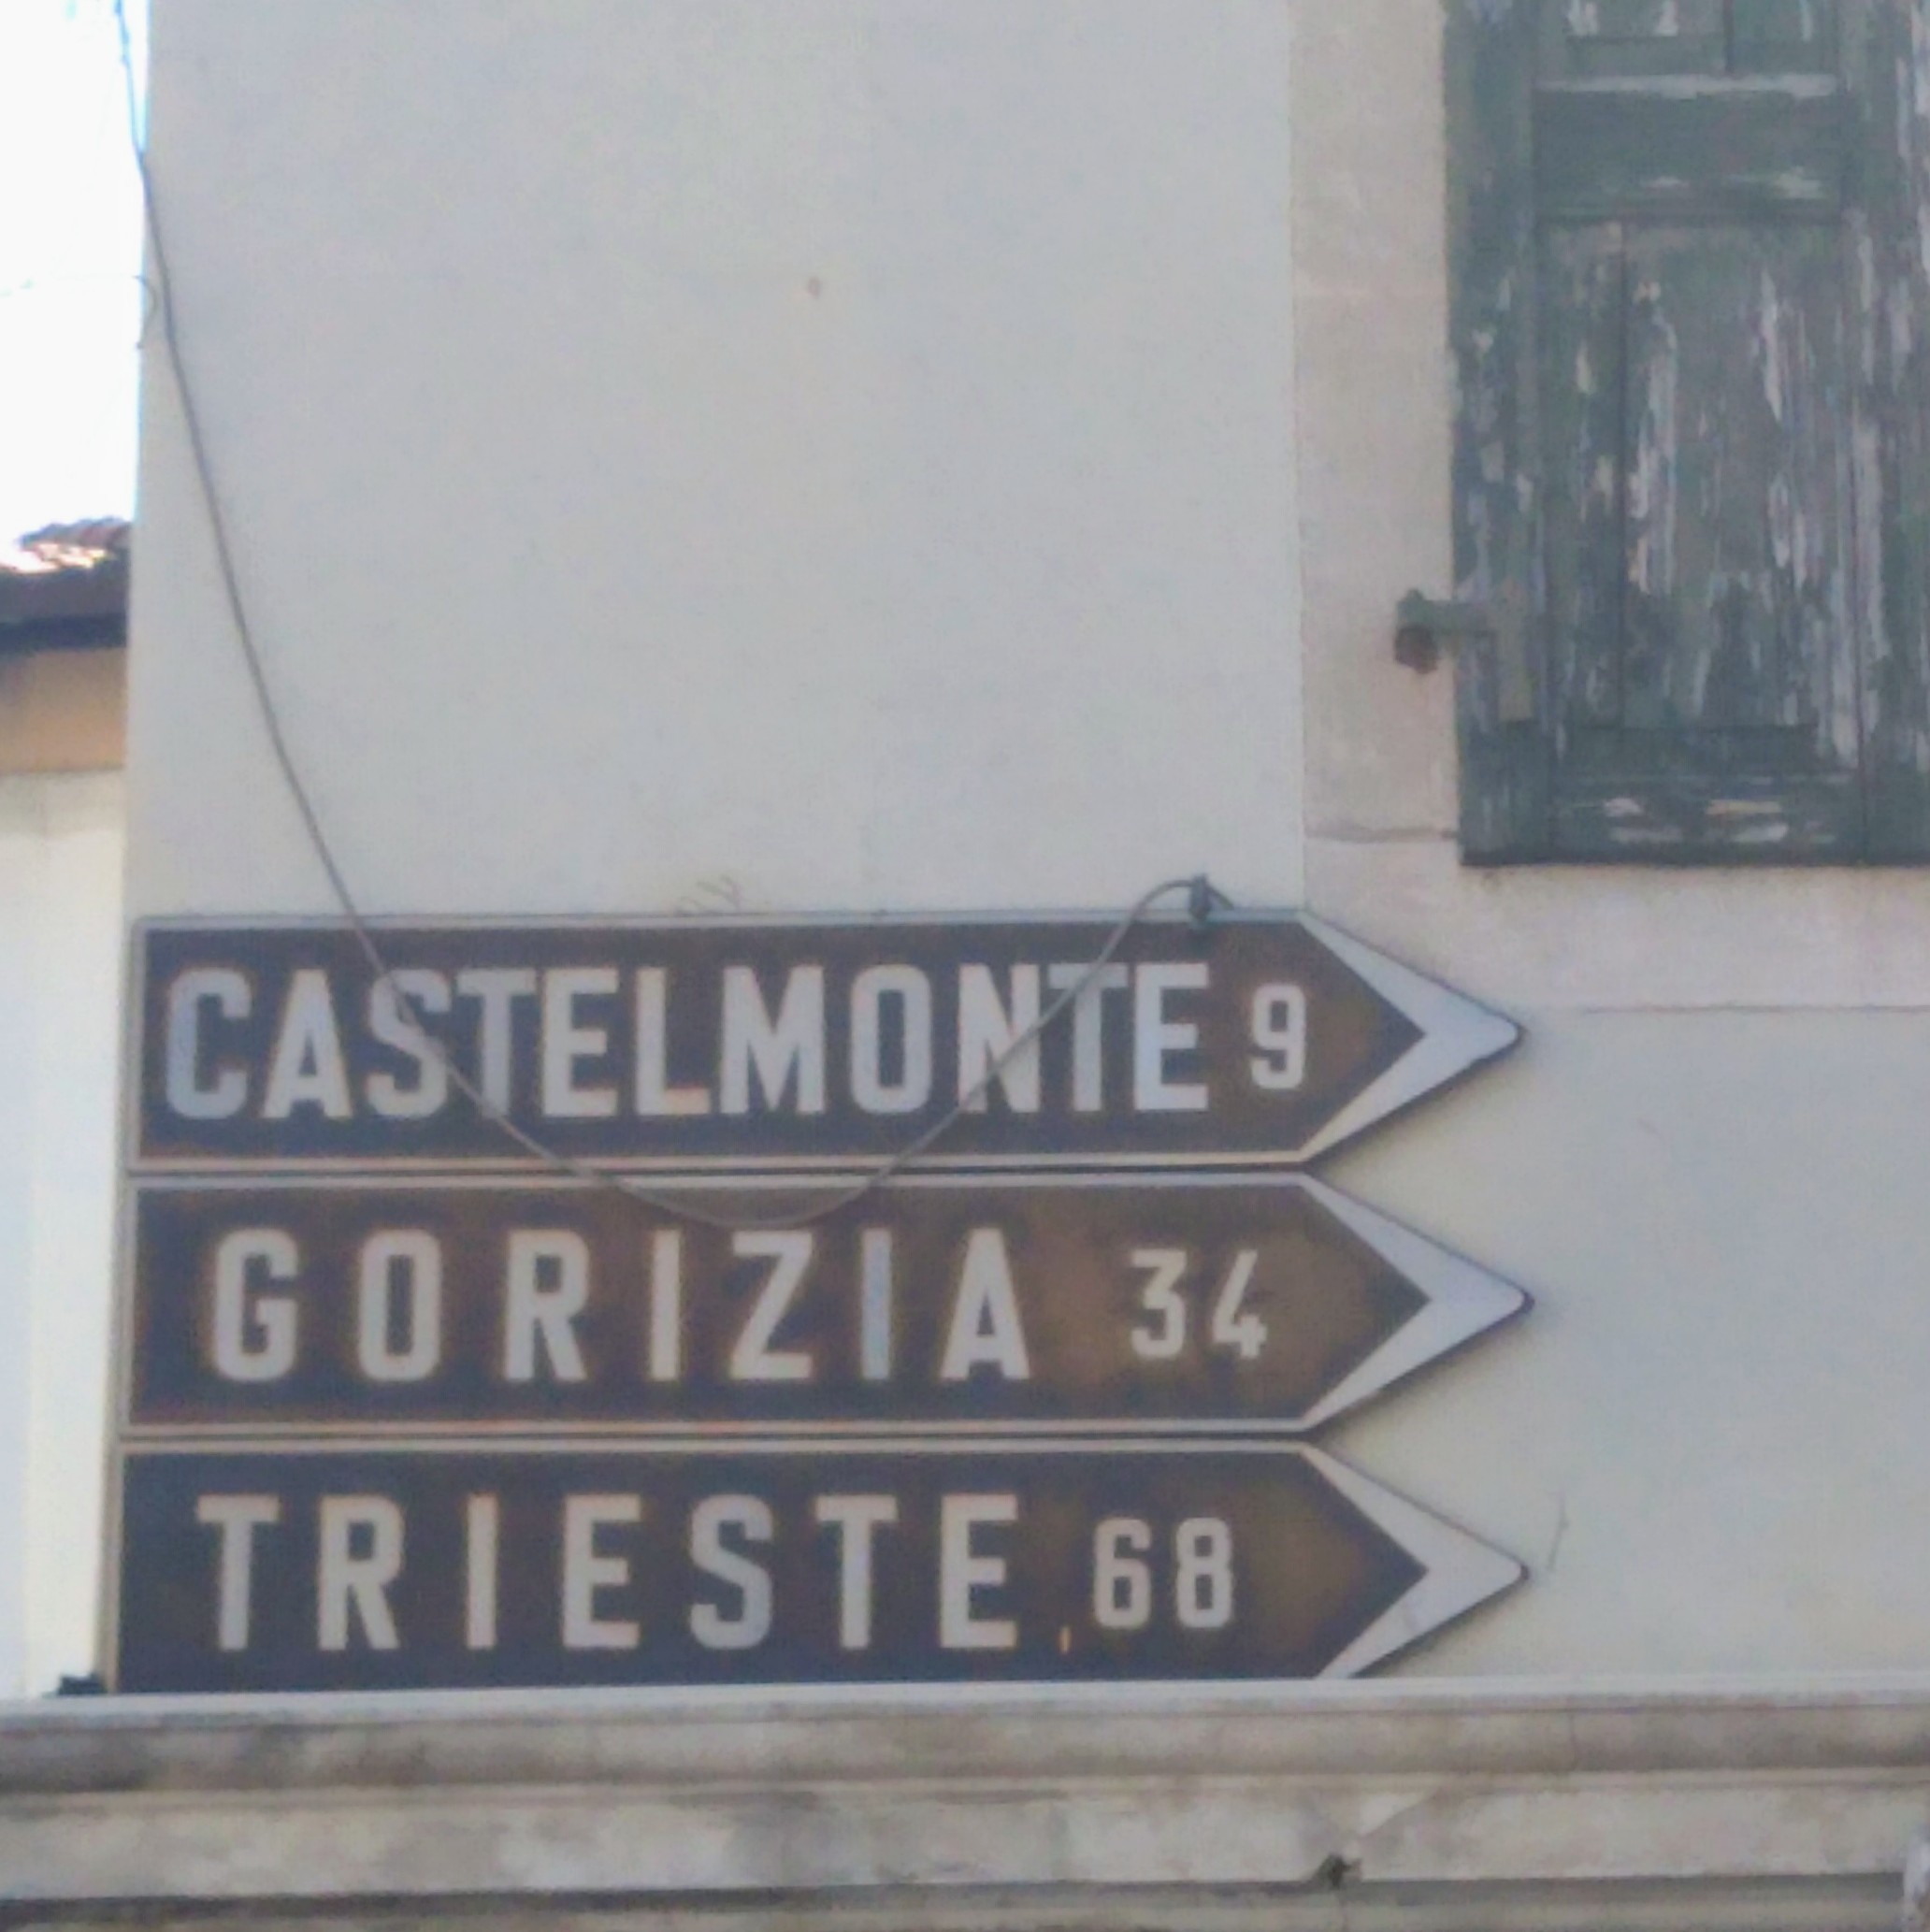 CASTELMONTE 9
GORIZIA 34
TRIESTE 68